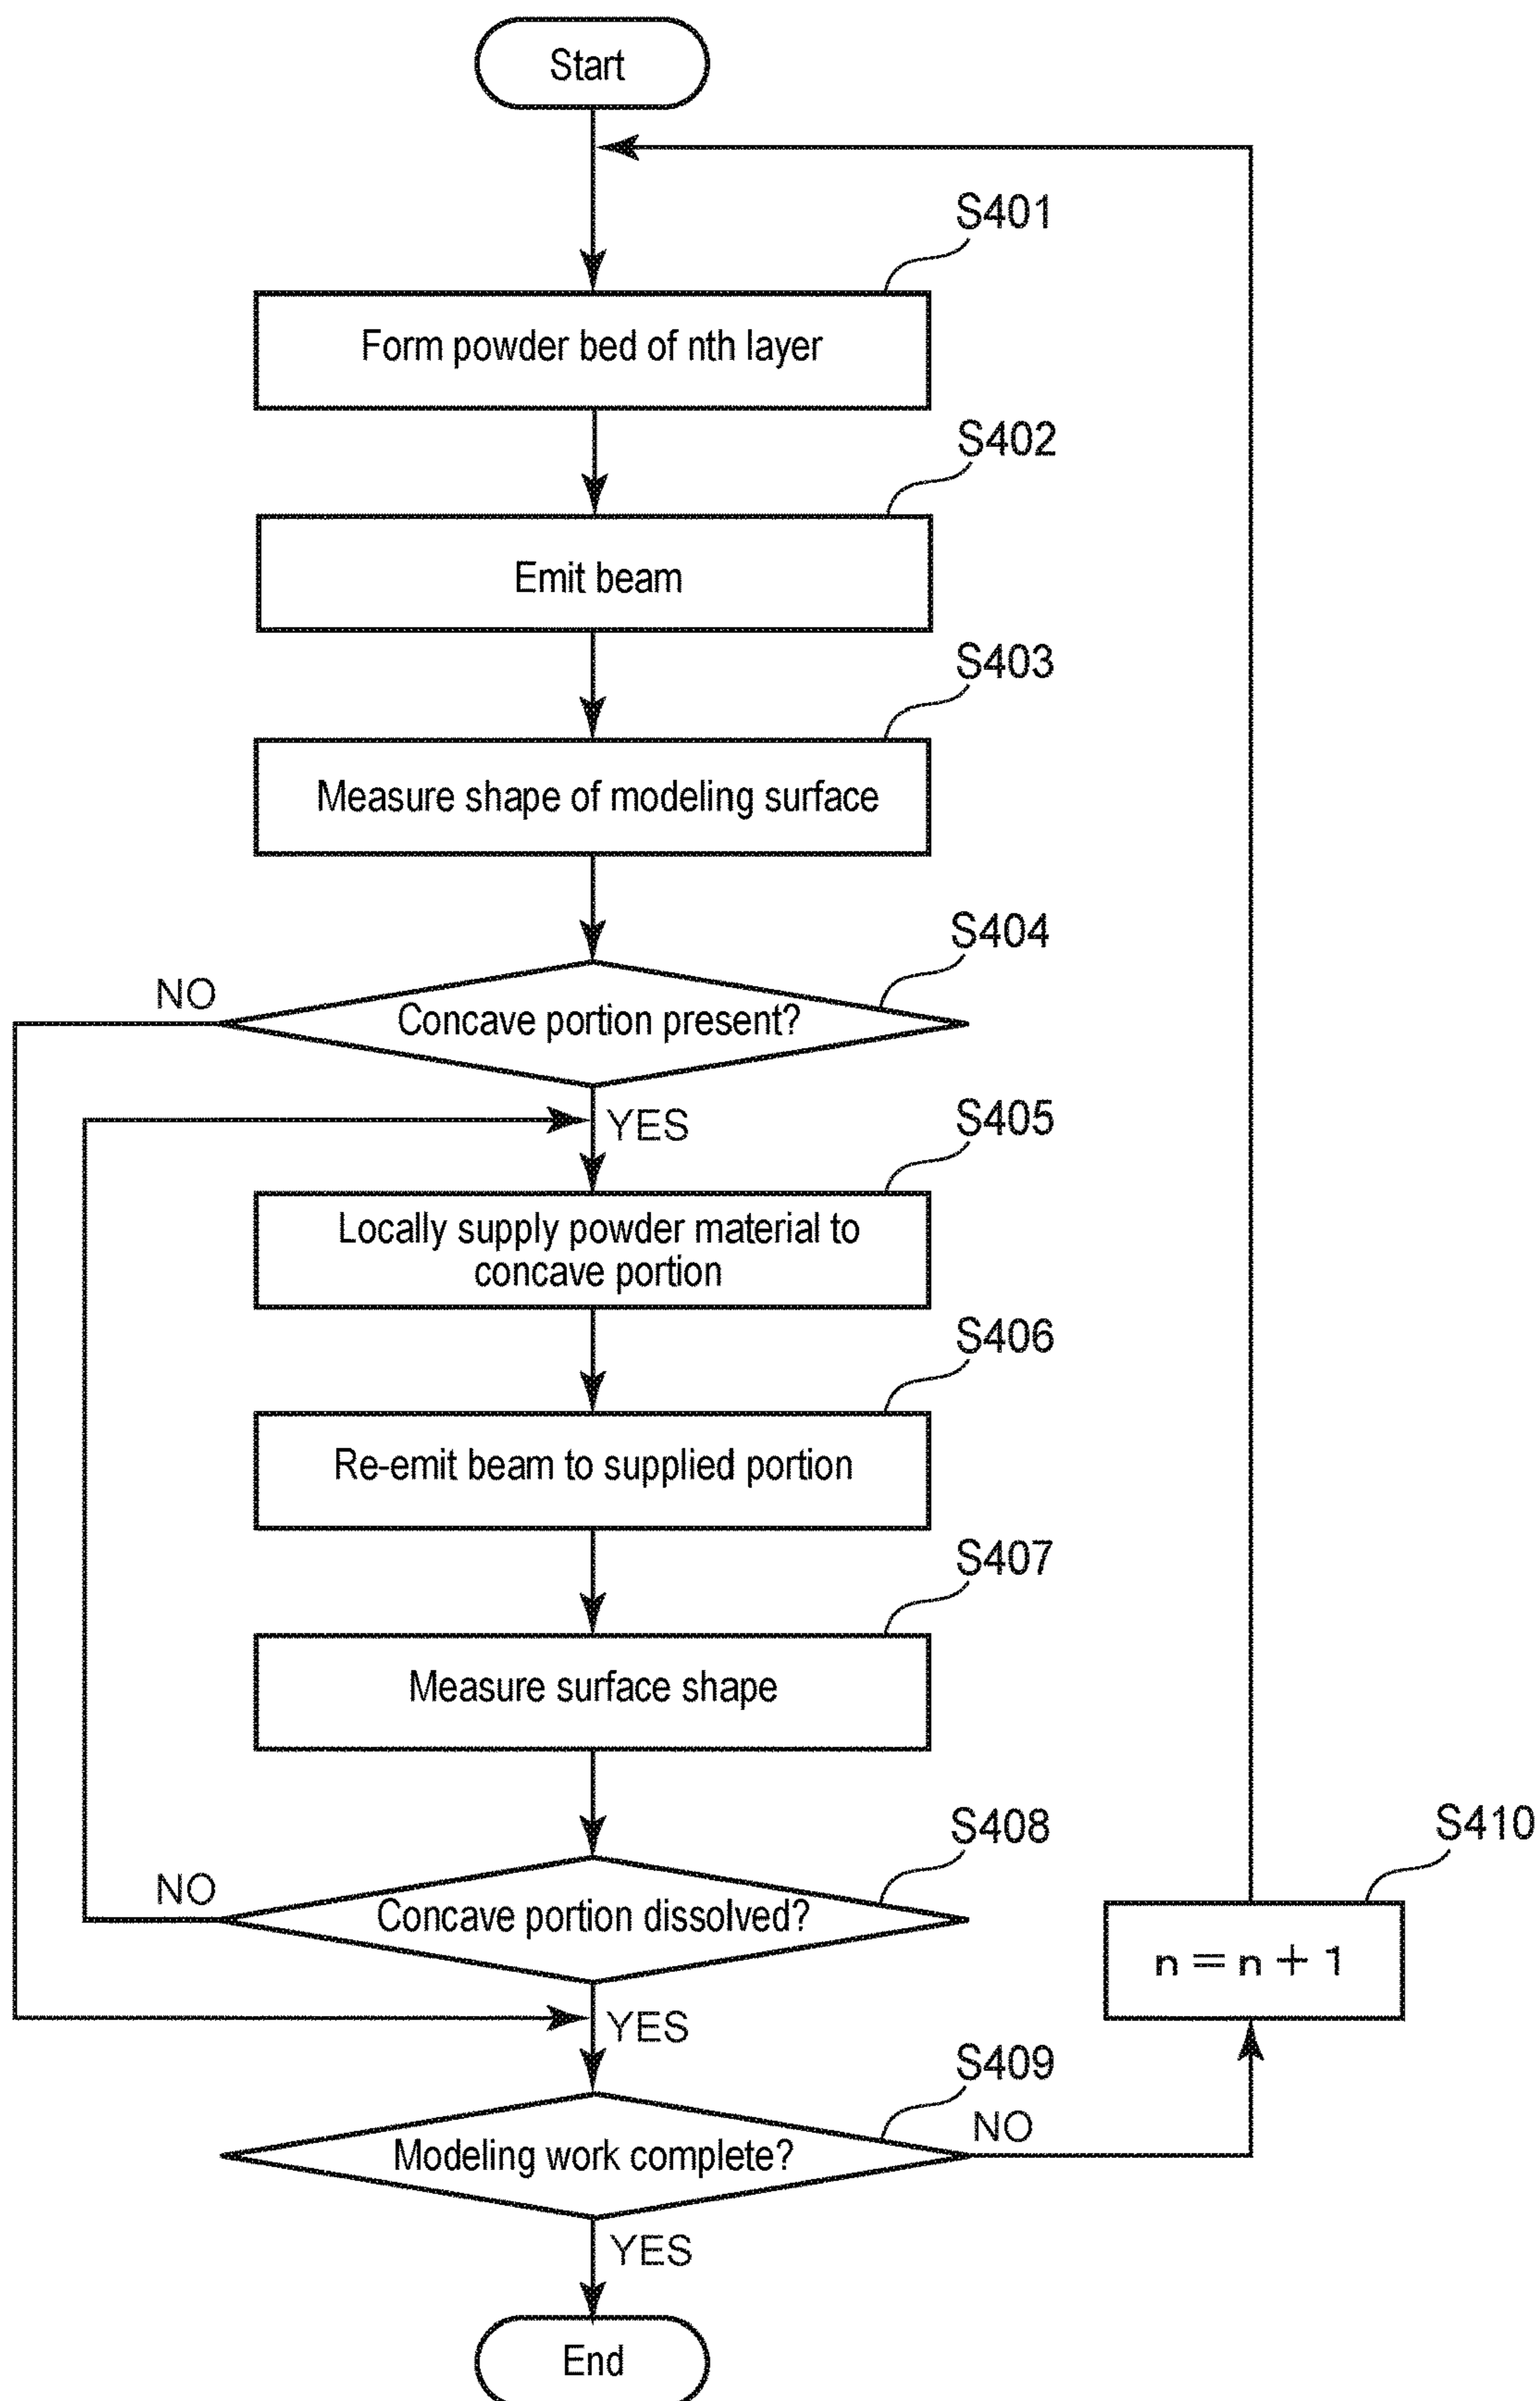 Start
S401
Form powder bed of nth layer
S402
Emit beam
S403
Measure shape of modeling surface
S404
NO
Concave portion present?
YES
S405
Locally supply powder material to
concave portion
S406
Re-emit beam to supplied portion
S407
Measure surface shape
S408
S410
NO
Concave portion dissolved?
n = n + 1
YES
S409
NO
Modeling work complete?
YES
End